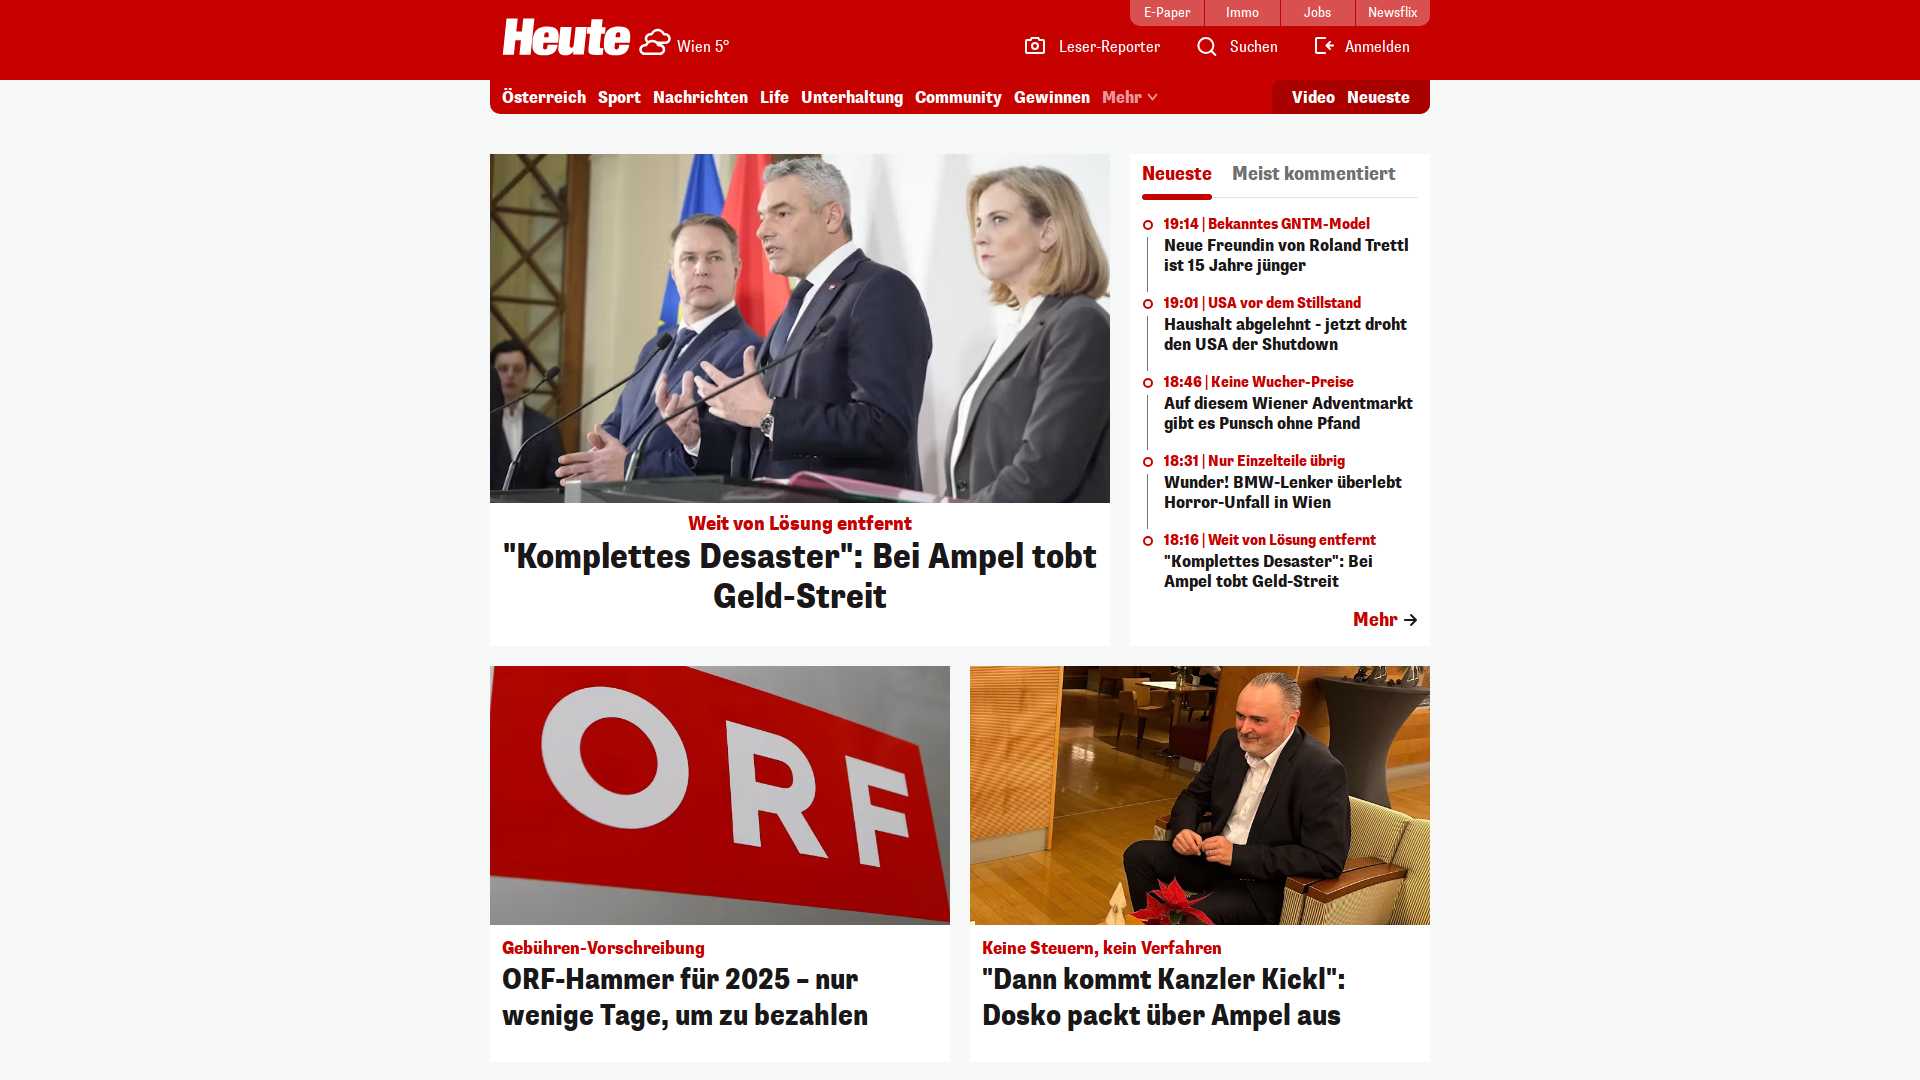 E-Paper
Immo
Jobs
Newsflix
Heute
Wien 5°
Leser-Reporter
Suchen
Anmelden
Österreich
Sport
Nachrichten
Life
Unterhaltung
Community
Gewinnen
Mehr
Video
Neueste
Weit von Lösung entfernt
"Komplettes Desaster": Bei Ampel tobt
Geld-Streit
Neueste
Meist kommentiert
19:14 | Bekanntes GNTM-Model
Neue Freundin von Roland Trettl
ist 15 Jahre jünger
19:01 | USA vor dem Stillstand
Haushalt abgelehnt - jetzt droht
den USA der Shutdown
18:46 | Keine Wucher-Preise
Auf diesem Wiener Adventmarkt
gibt es Punsch ohne Pfand
18:31 | Nur Einzelteile übrig
Wunder! BMW-Lenker überlebt
Horror-Unfall in Wien
18:16 | Weit von Lösung entfernt
"Komplettes Desaster": Bei
Ampel tobt Geld-Streit
Mehr
ORF
Gebühren-Vorschreibung
ORF-Hammer für 2025 – nur
wenige Tage, um zu bezahlen
Keine Steuern, kein Verfahren
"Dann kommt Kanzler Kickl":
Dosko packt über Ampel aus